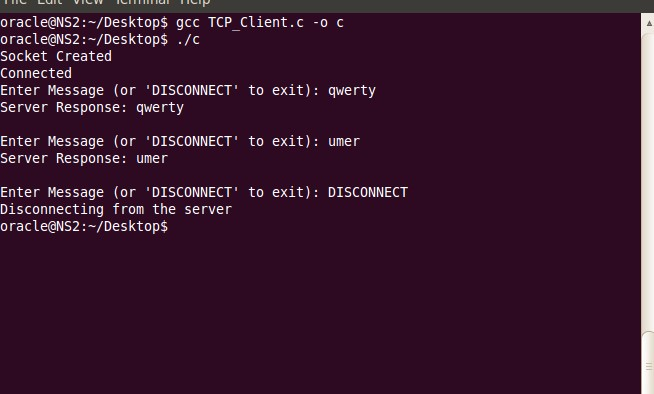 File Edit View Terminal Help
oracle@NS2:~/Desktop$ gcc TCP_Client.c -o c
oracle@NS2:~/Desktop$ ./c
Socket Created
Connected
Enter Message (or 'DISCONNECT' to exit): qwerty
Server Response: qwerty
Enter Message (or 'DISCONNECT' to exit): umer
Server Response: umer
Enter Message (or 'DISCONNECT' to exit): DISCONNECT
Disconnecting from the server
oracle@NS2:~/Desktop$